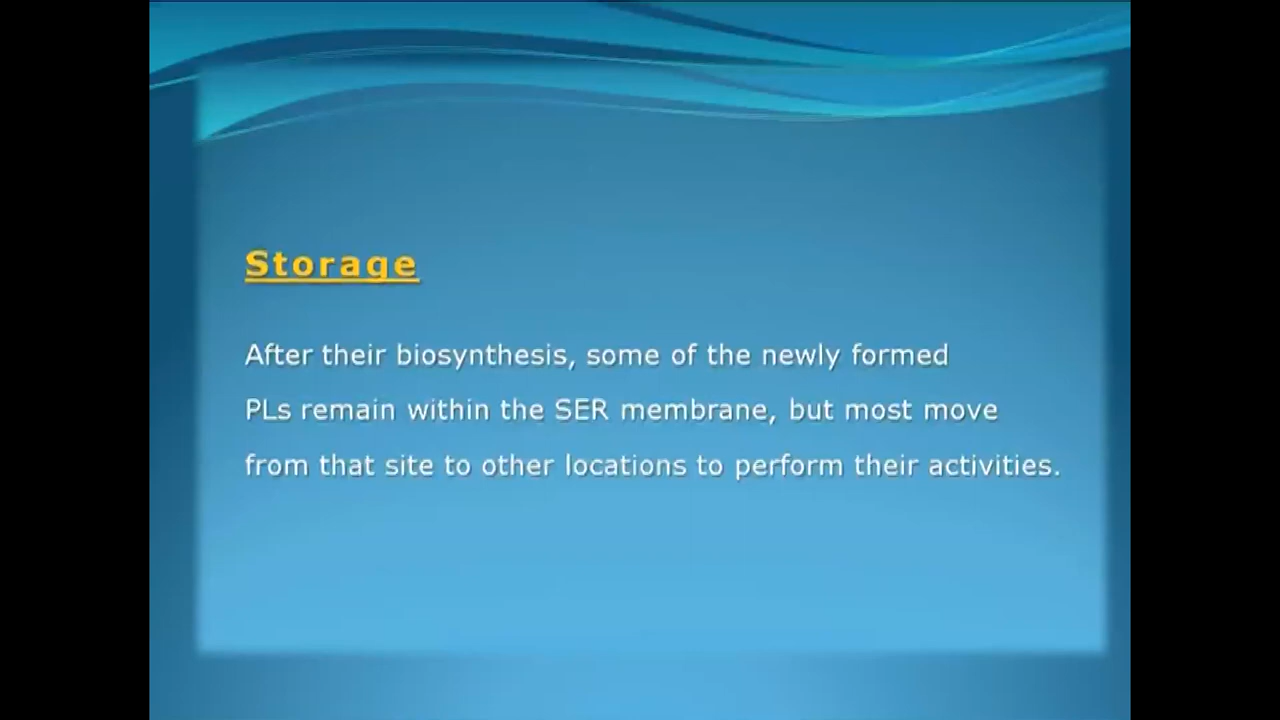 Storage
After their biosynthesis, some of the newly formed
PLs remain within the SER membrane, but most move
from that site to other locations to perform their activities.